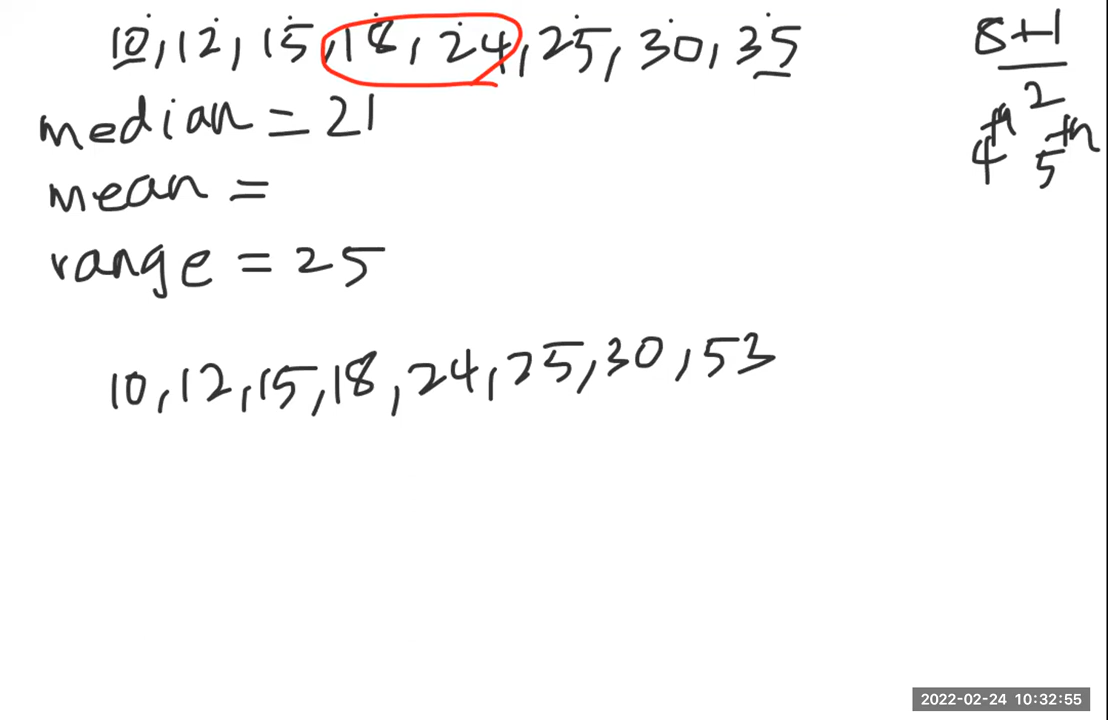 10, 12, 15, 18, 24, 25, 30, 35
8+1
2
4th 5th
median = 21
mean =
range = 25
10, 12, 15, 18, 24, 25, 30, 53
2022-02-24 10:32:55